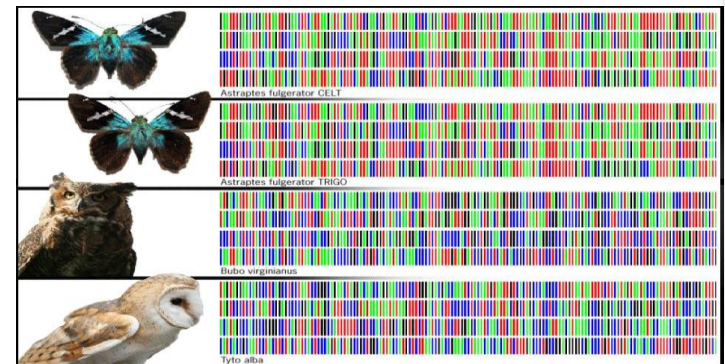 Astraptes fulgerator CELT
Astraptes fulgerator TRIGO
Bubo virginianus
Tyto alba